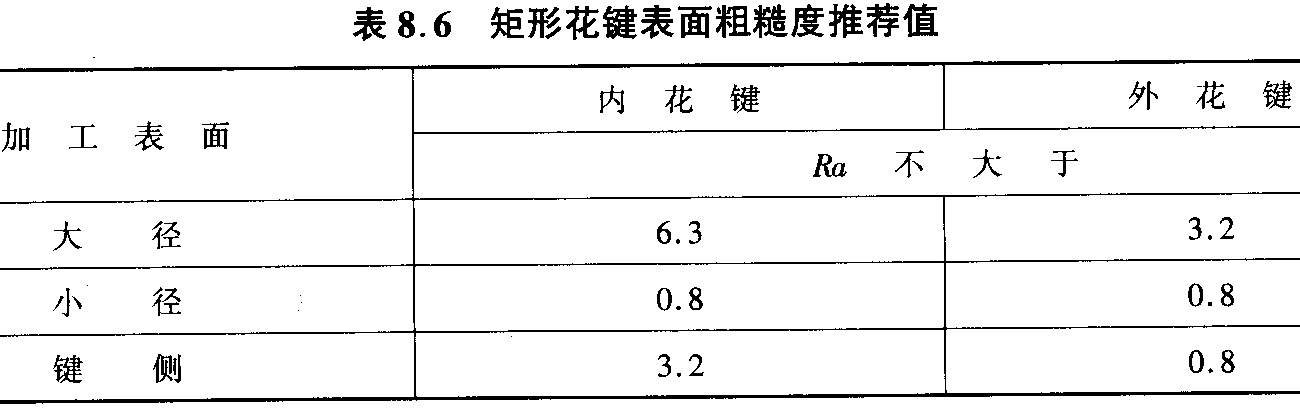 表8.6 矩形花键表面粗糙度推荐值
加工表面 内花键 外花键
Ra 不大于
大径 6.3 3.2
小径 0.8 0.8
键侧 3.2 0.8